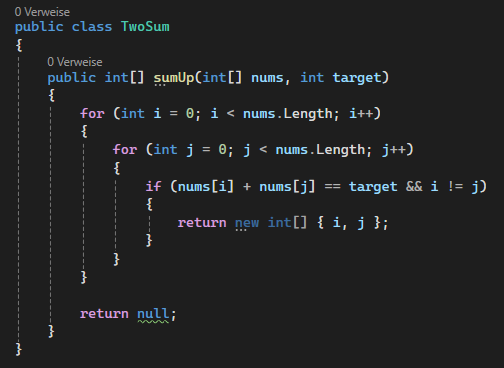 0 Verweise
public class TwoSum
{
0 Verweise
public int[] sumUp(int[] nums, int target)
{
for (int i = 0; i < nums.Length; i++)
{
for (int j = 0; j < nums.Length; j++)
{
if (nums[i] + nums[j] == target && i != j)
{
return new int[] { i, j };
}
}
}
return null;
}
}